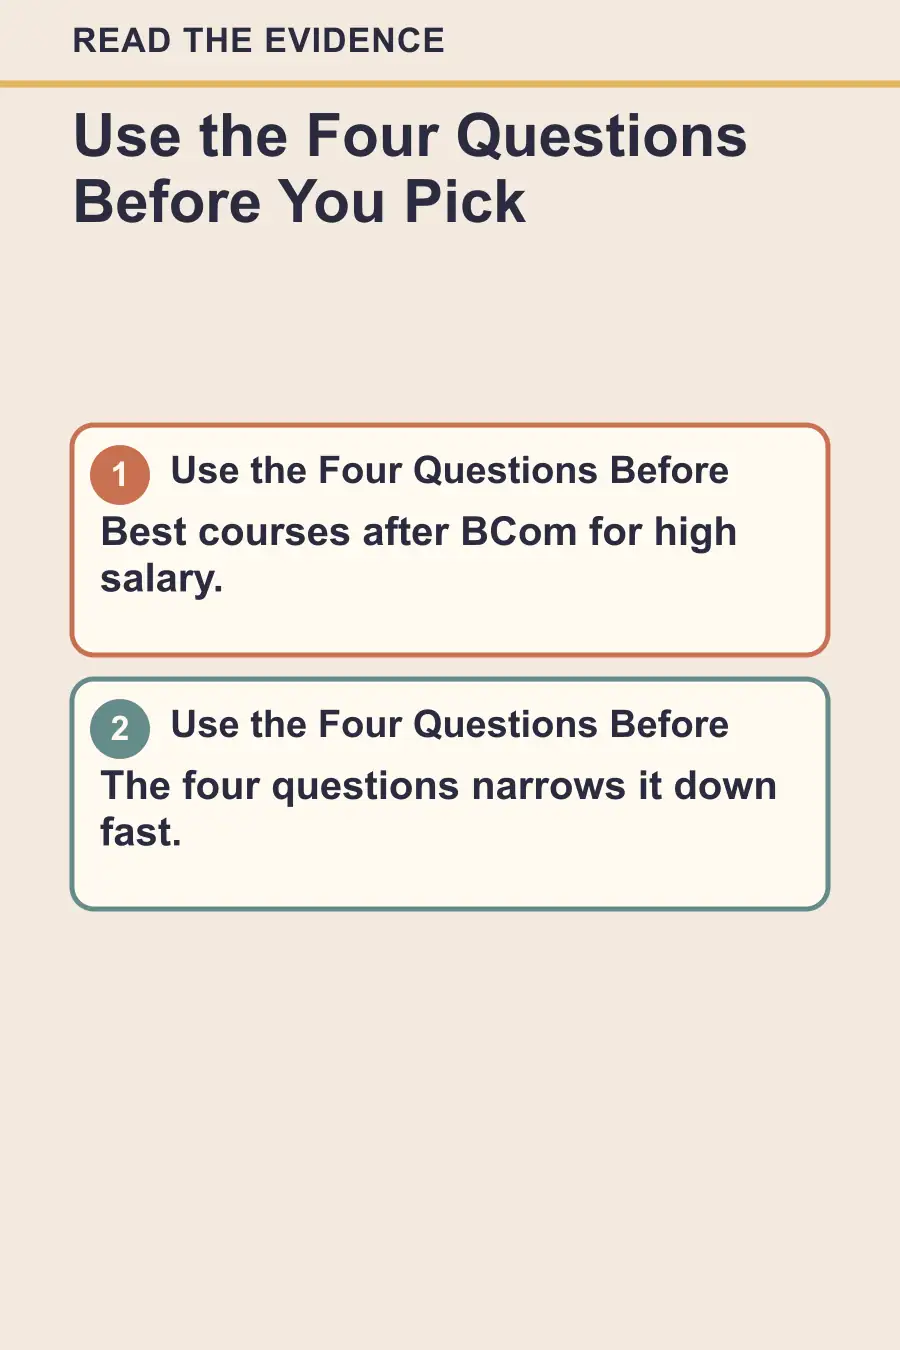 READ THE EVIDENCE
Use the Four Questions
Before You Pick
1 Use the Four Questions Before
Best courses after BCom for high
salary.
2 Use the Four Questions Before
The four questions narrows it down
fast.